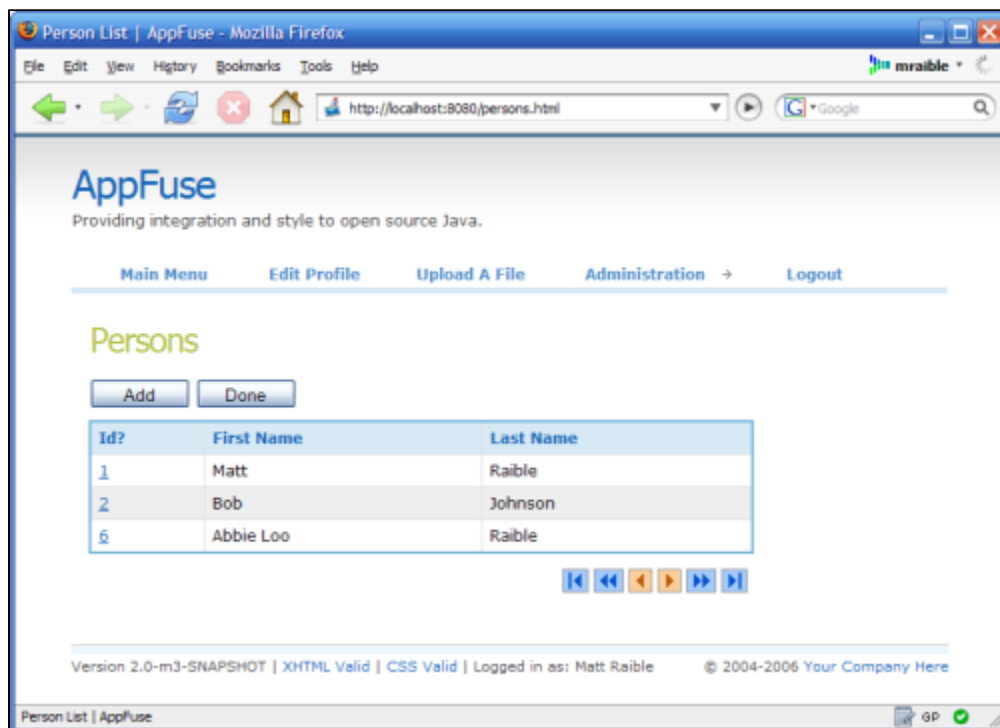 Person List | AppFuse - Mozilla Firefox
File Edit View History Bookmarks Tools Help mraible
http://localhost:8080/persons.html G Google
AppFuse
Providing integration and style to open source Java.
Main Menu Edit Profile Upload A File Administration → Logout
Persons
Add Done
Id? First Name Last Name
1 Matt Raible
2 Bob Johnson
6 Abbie Loo Raible
Version 2.0-m3-SNAPSHOT | XHTML Valid | CSS Valid | Logged in as: Matt Raible © 2004-2006 Your Company Here
Person List | AppFuse GP